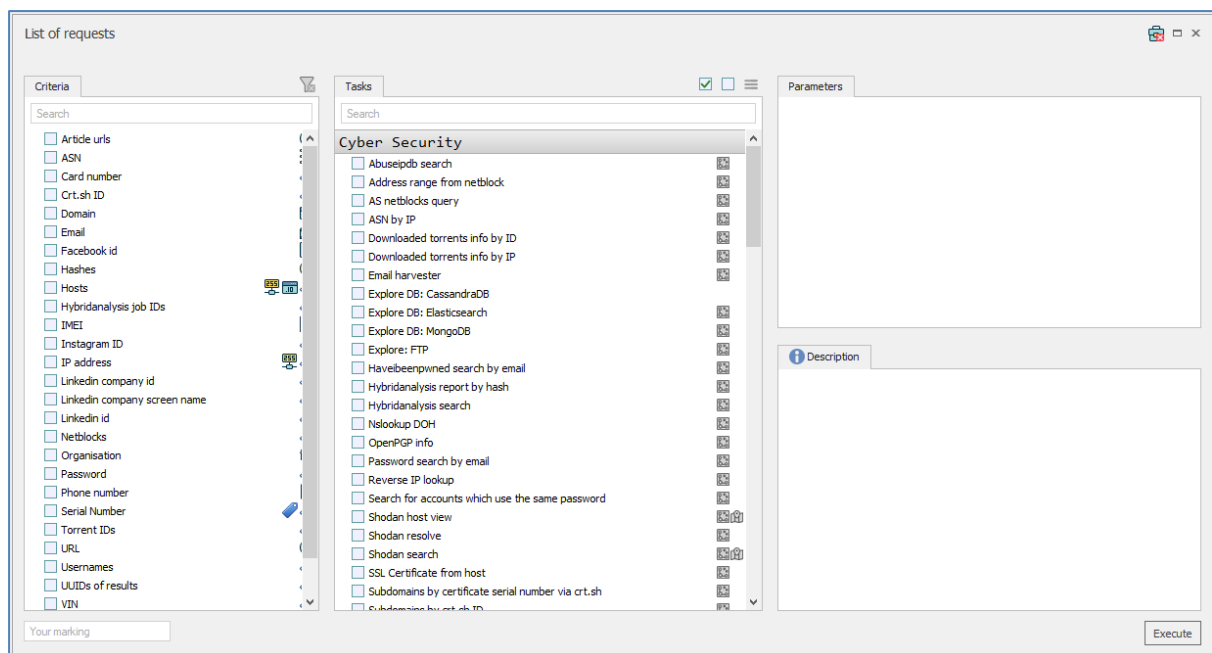 List of requests
Criteria
Search
Article urls
ASN
Card number
Crt.sh ID
Domain
Email
Facebook id
Hashes
Hosts
Hybridanalysis job IDs
IMEI
Instagram ID
IP address
Linkedin company id
Linkedin company screen name
Linkedin id
Netblocks
Organisation
Password
Phone number
Serial Number
Torrent IDs
URL
Usernames
UUIDs of results
VIN
Your marking
Tasks
Search
Cyber Security
Abuseipdb search
Address range from netblock
AS netblocks query
ASN by IP
Downloaded torrents info by ID
Downloaded torrents info by IP
Email harvester
Explore DB: CassandraDB
Explore DB: Elasticsearch
Explore DB: MongoDB
Explore: FTP
Haveibeenpwned search by email
Hybridanalysis report by hash
Hybridanalysis search
Nslookup DOH
OpenPGP info
Password search by email
Reverse IP lookup
Search for accounts which use the same password
Shodan host view
Shodan resolve
Shodan search
SSL Certificate from host
Subdomains by certificate serial number via crt.sh
Subdomains by crt.sh ID
Parameters
Description
Execute